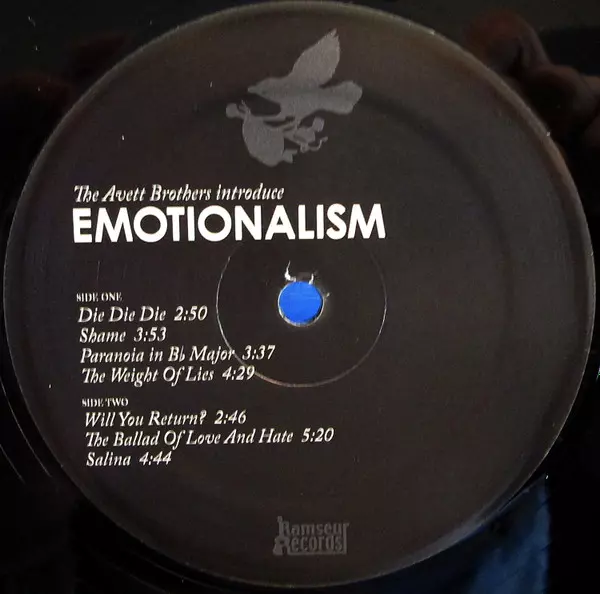 The Avett Brothers introduce
EMOTIONALISM
SIDE ONE
Die Die Die 2:50
Shame 3:53
Paranoia in B♭ Major 3:37
The Weight Of Lies 4:29
SIDE TWO
Will You Return? 2:46
The Ballad Of Love And Hate 5:20
Salina 4:44
Ramseur
Records